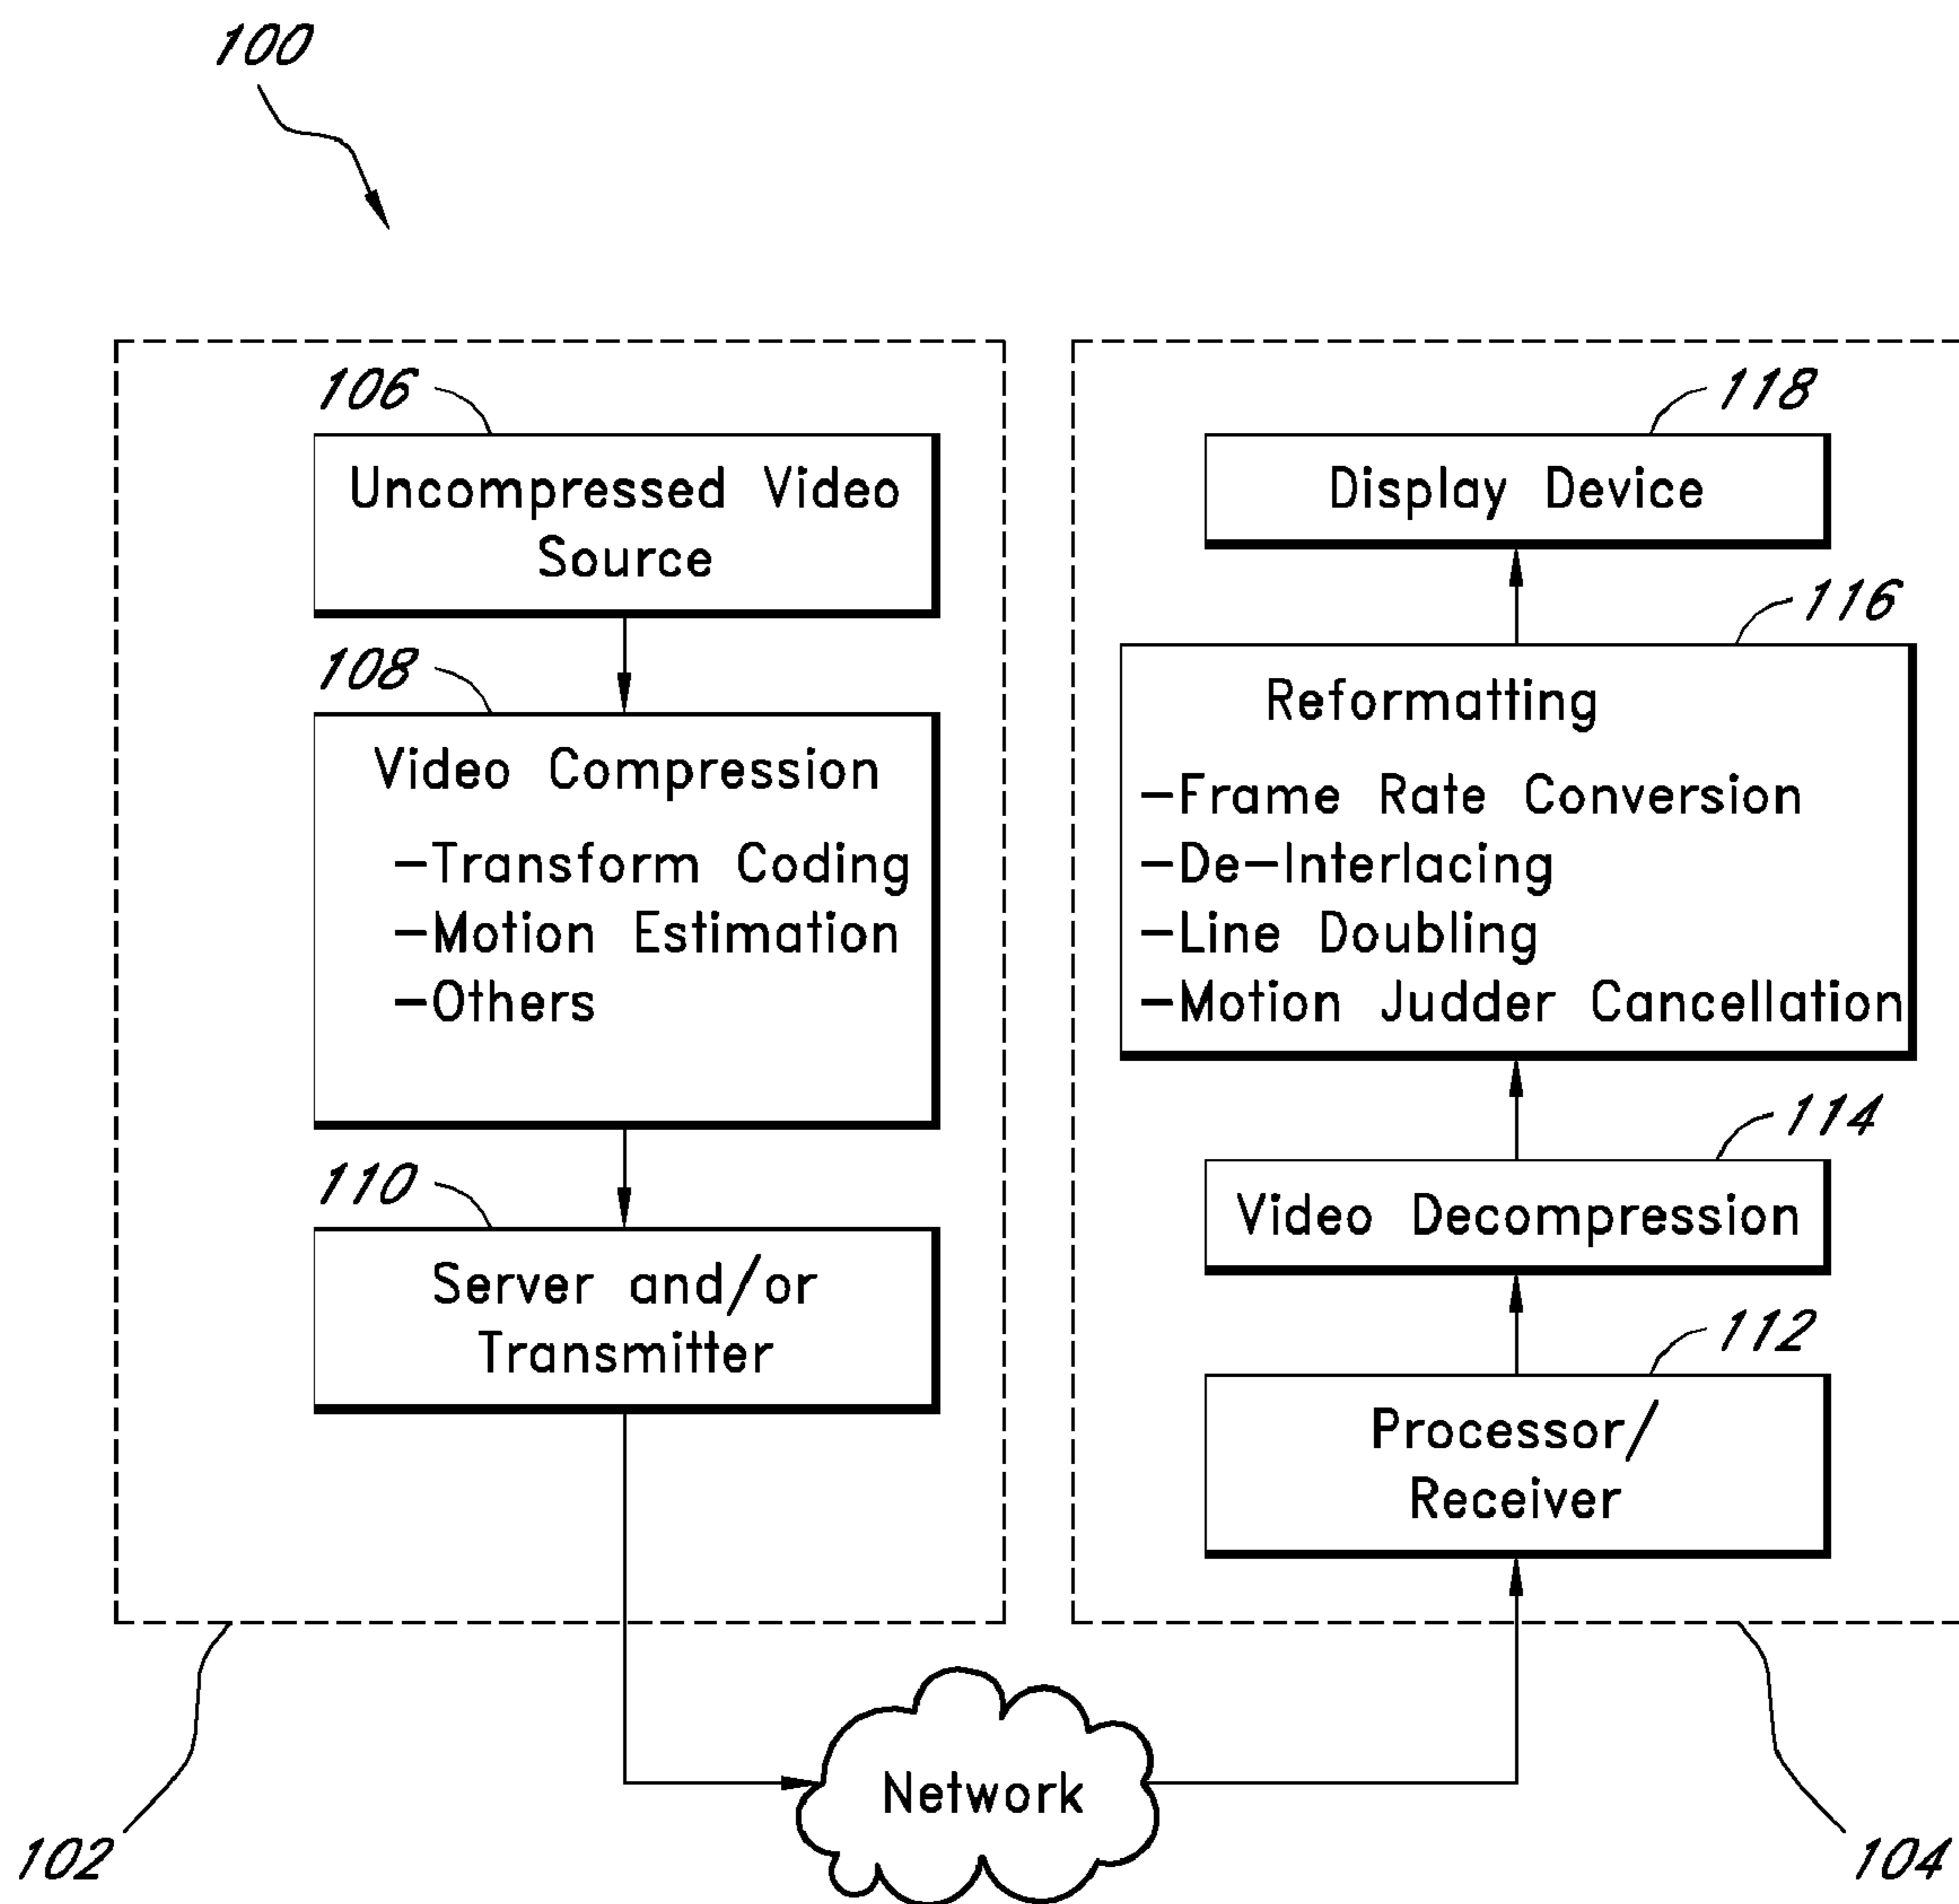 100
106
Uncompressed Video
Source
108
Video Compression
-Transform Coding
-Motion Estimation
-Others
110
Server and/or
Transmitter
102
Network
118
Display Device
116
Reformatting
-Frame Rate Conversion
-De-Interlacing
-Line Doubling
-Motion Judder Cancellation
114
Video Decompression
112
Processor/
Receiver
104